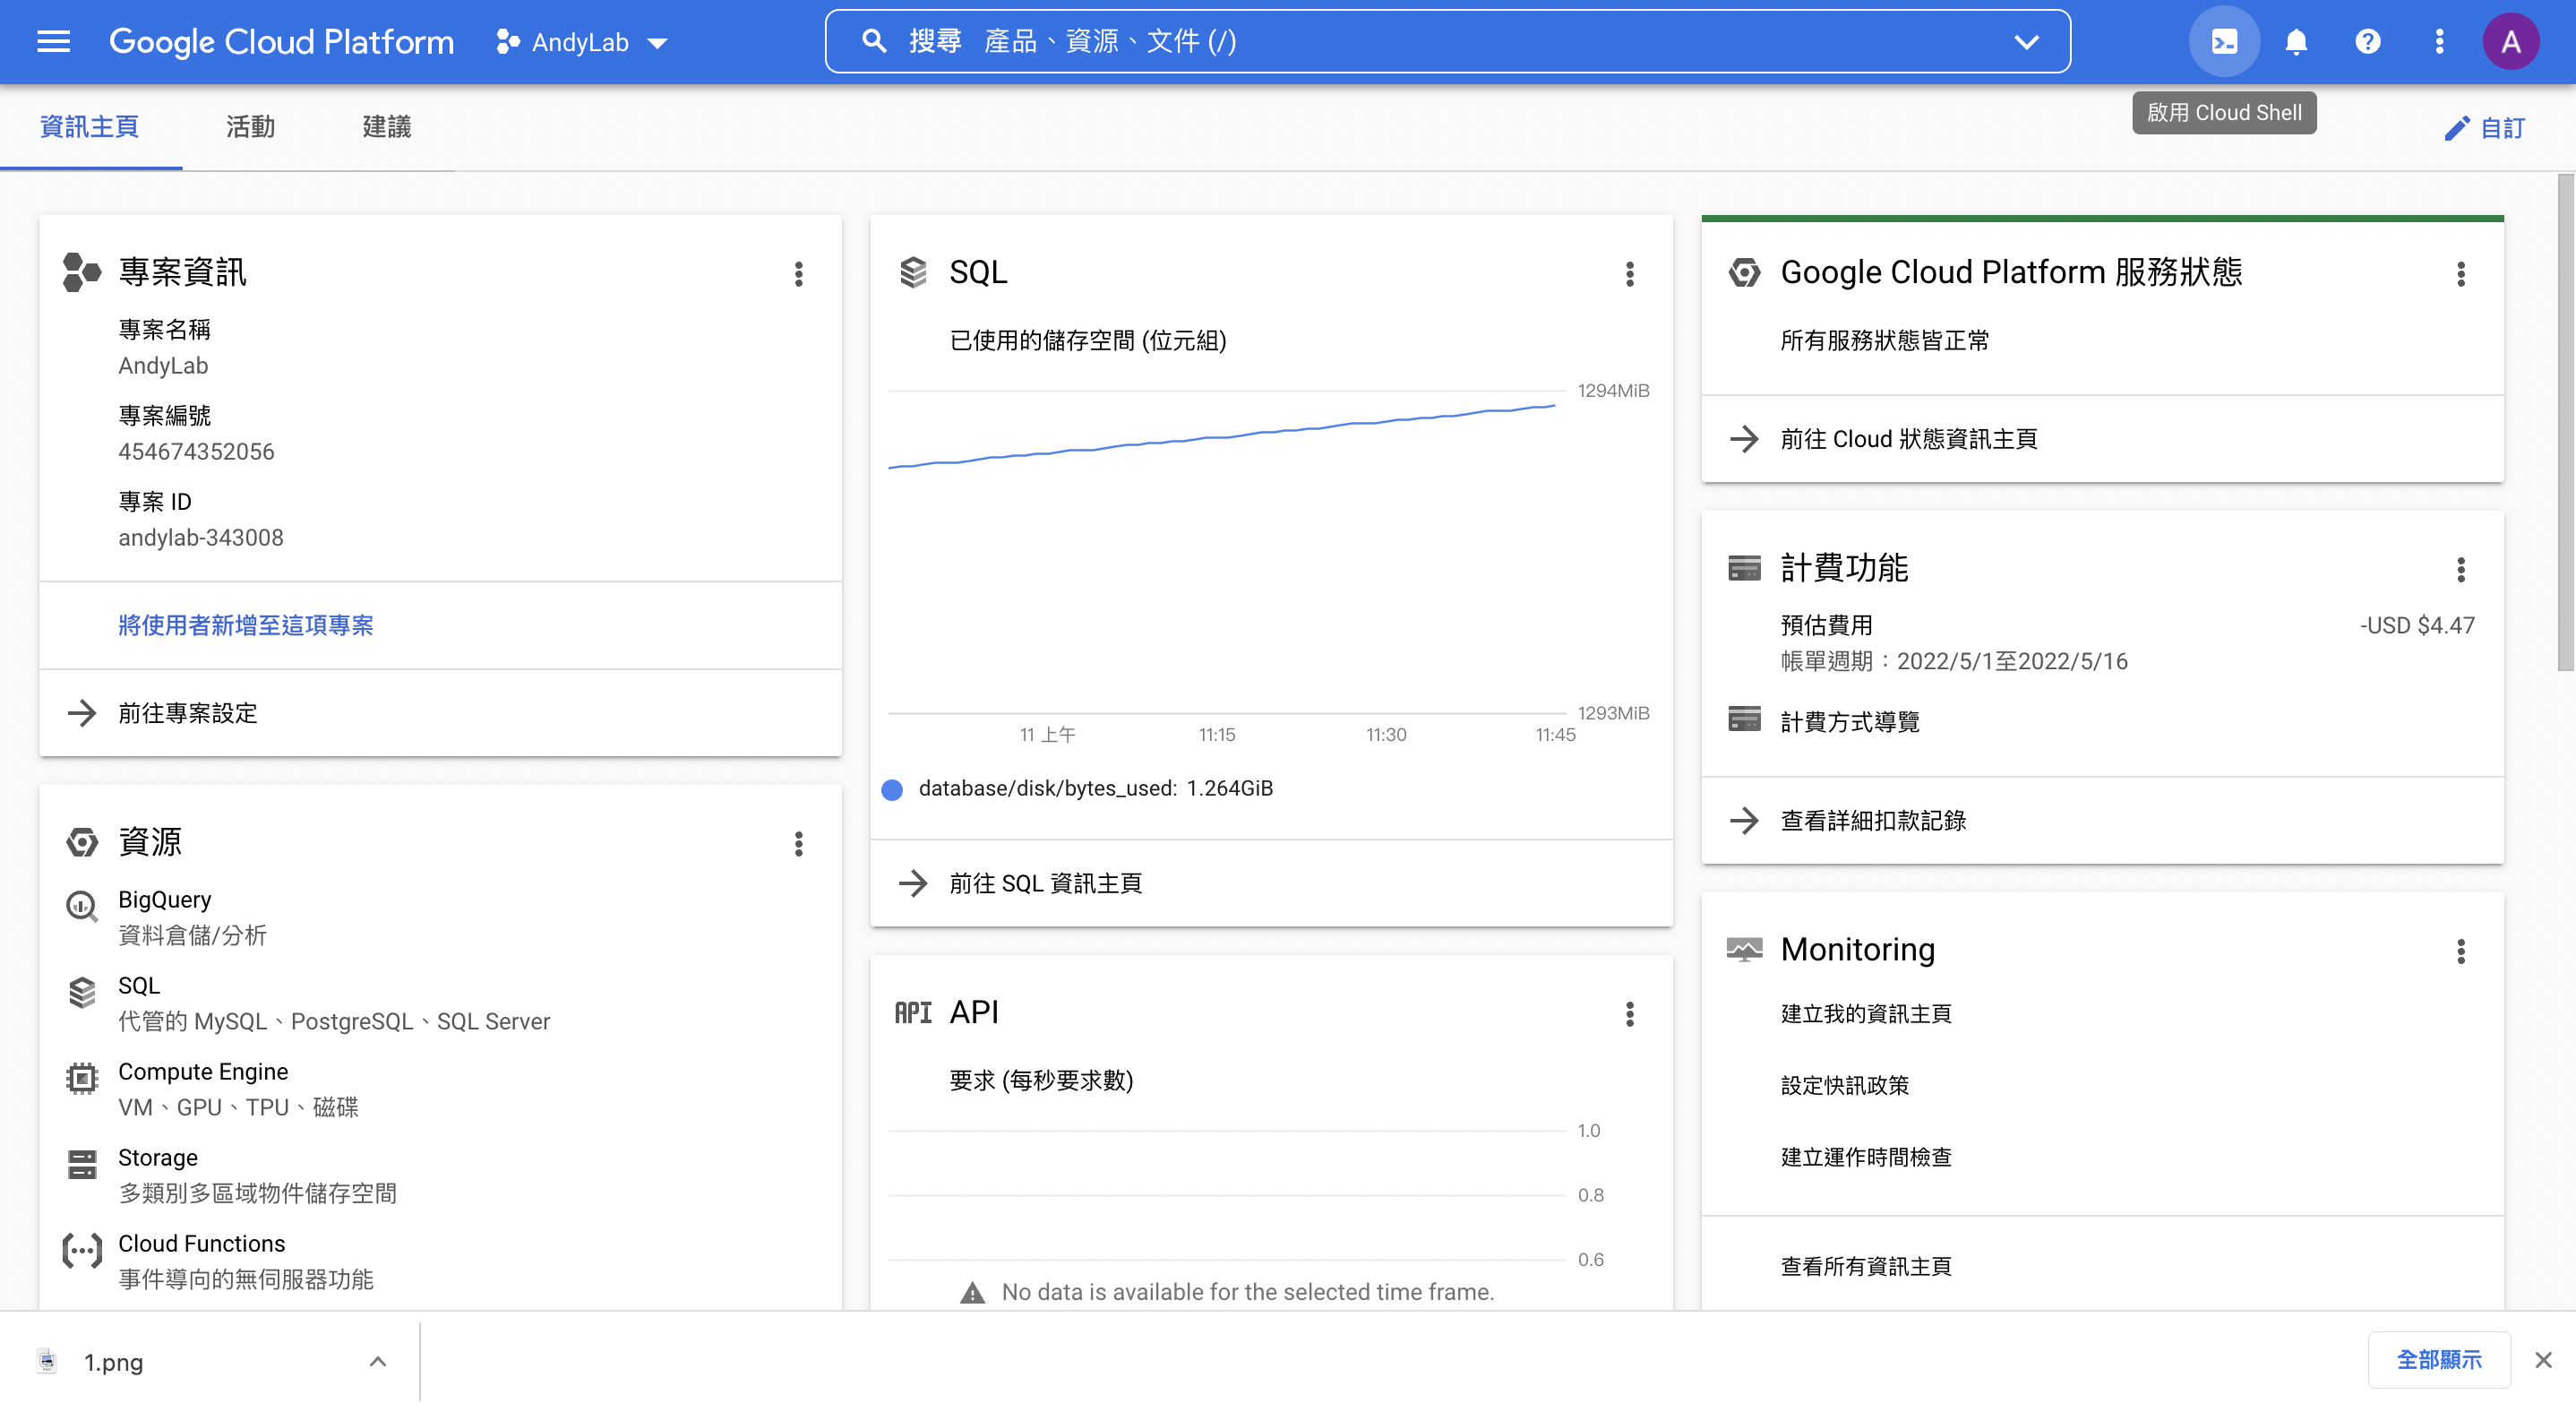 Google Cloud Platform
AndyLab
搜尋 產品、資源、文件 (/)
A
啟用 Cloud Shell
資訊主頁
活動
建議
自訂
專案資訊
專案名稱
AndyLab
專案編號
454674352056
專案 ID
andylab-343008
將使用者新增至這項專案
前往專案設定
資源
BigQuery
資料倉儲/分析
SQL
代管的 MySQL、PostgreSQL、SQL Server
Compute Engine
VM、GPU、TPU、磁碟
Storage
多類別多區域物件儲存空間
Cloud Functions
事件導向的無伺服器功能
SQL
已使用的儲存空間 (位元組)
1294MiB
1293MiB
11 上午 11:15 11:30 11:45
database/disk/bytes_used: 1.264GiB
前往 SQL 資訊主頁
API API
要求 (每秒要求數)
1.0
0.8
0.6
No data is available for the selected time frame.
Google Cloud Platform 服務狀態
所有服務狀態皆正常
前往 Cloud 狀態資訊主頁
計費功能
預估費用 -USD $4.47
帳單週期：2022/5/1至2022/5/16
計費方式導覽
查看詳細扣款記錄
Monitoring
建立我的資訊主頁
設定快訊政策
建立運作時間檢查
查看所有資訊主頁
1.png
全部顯示